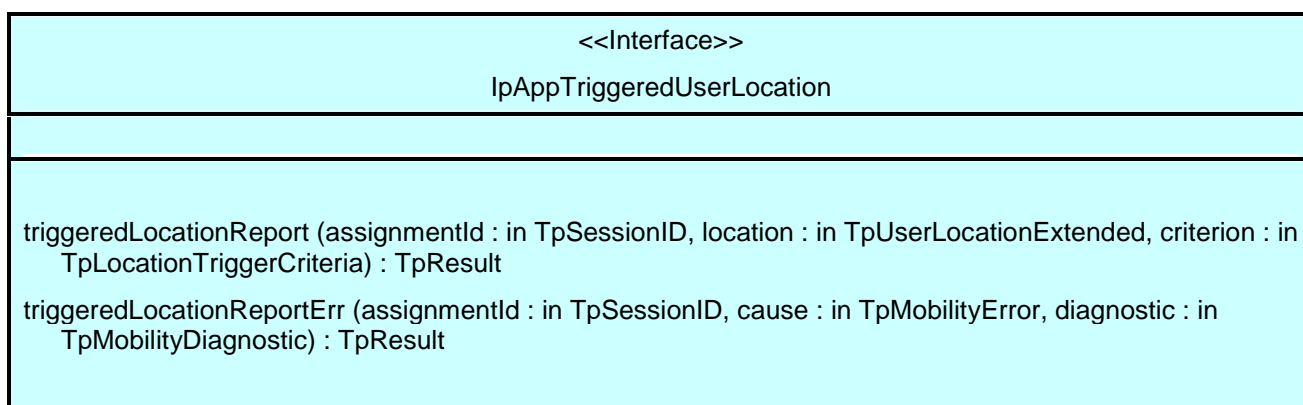 <<Interface>>
IpAppTriggeredUserLocation
triggeredLocationReport (assignmentId : in TpSessionID, location : in TpUserLocationExtended, criterion : in
TpLocationTriggerCriteria) : TpResult
triggeredLocationReportErr (assignmentId : in TpSessionID, cause : in TpMobilityError, diagnostic : in
TpMobilityDiagnostic) : TpResult